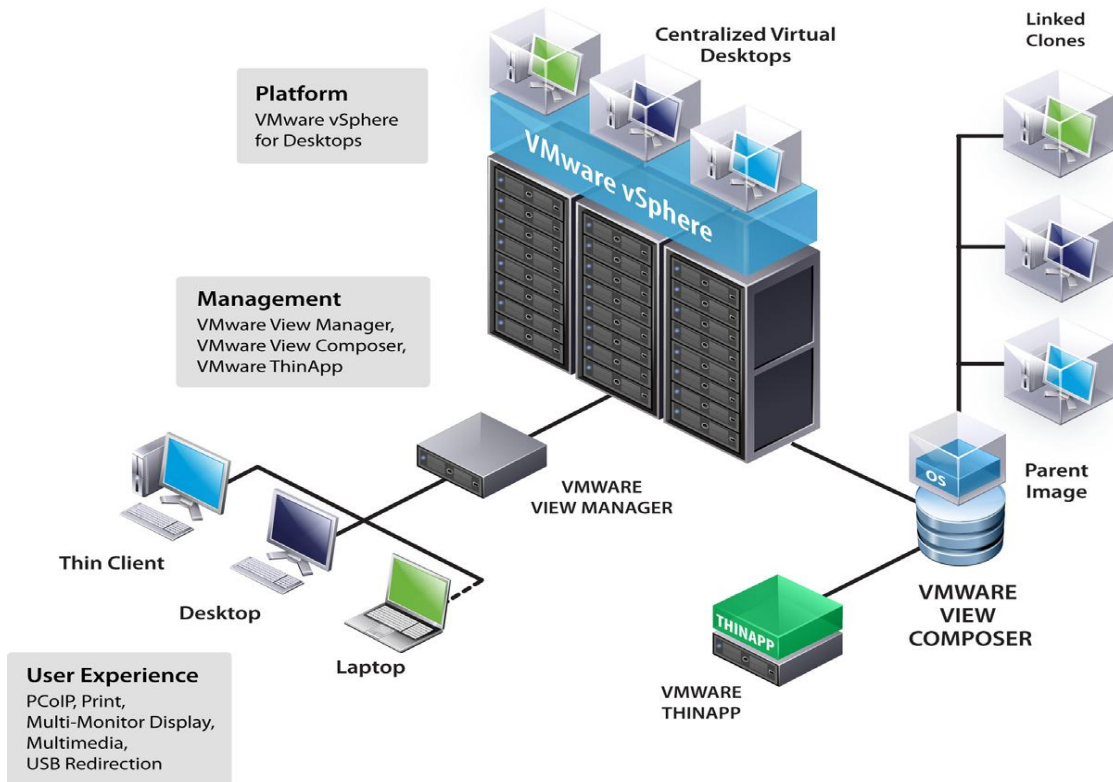 Centralized Virtual
Desktops
Linked
Clones
Platform
VMware vSphere
for Desktops
VMware vSphere
Management
VMware View Manager,
VMware View Composer,
VMware ThinApp
VMWARE
VIEW MANAGER
OS
Parent
Image
Thin Client
Desktop
Laptop
VMWARE
VIEW
COMPOSER
THINAPP
VMWARE
THINAPP
User Experience
PCoIP, Print,
Multi-Monitor Display,
Multimedia,
USB Redirection